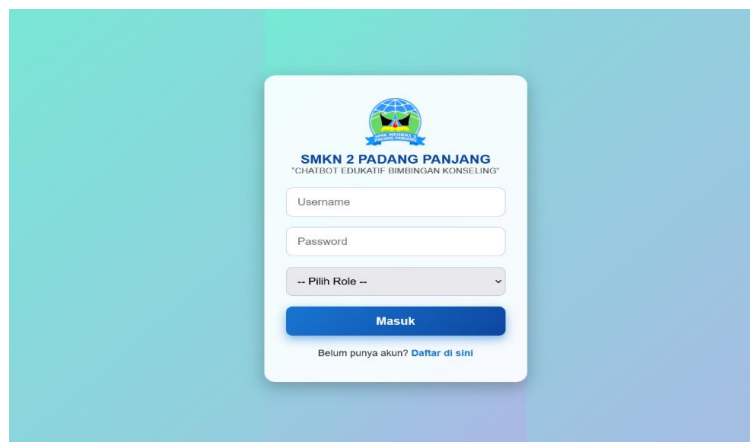 SMKN 2 PADANG PANJANG
"CHATBOT EDUKATIF BIMBINGAN KONSELING"
Username
Password
-- Pilih Role --
Masuk
Belum punya akun? Daftar di sini